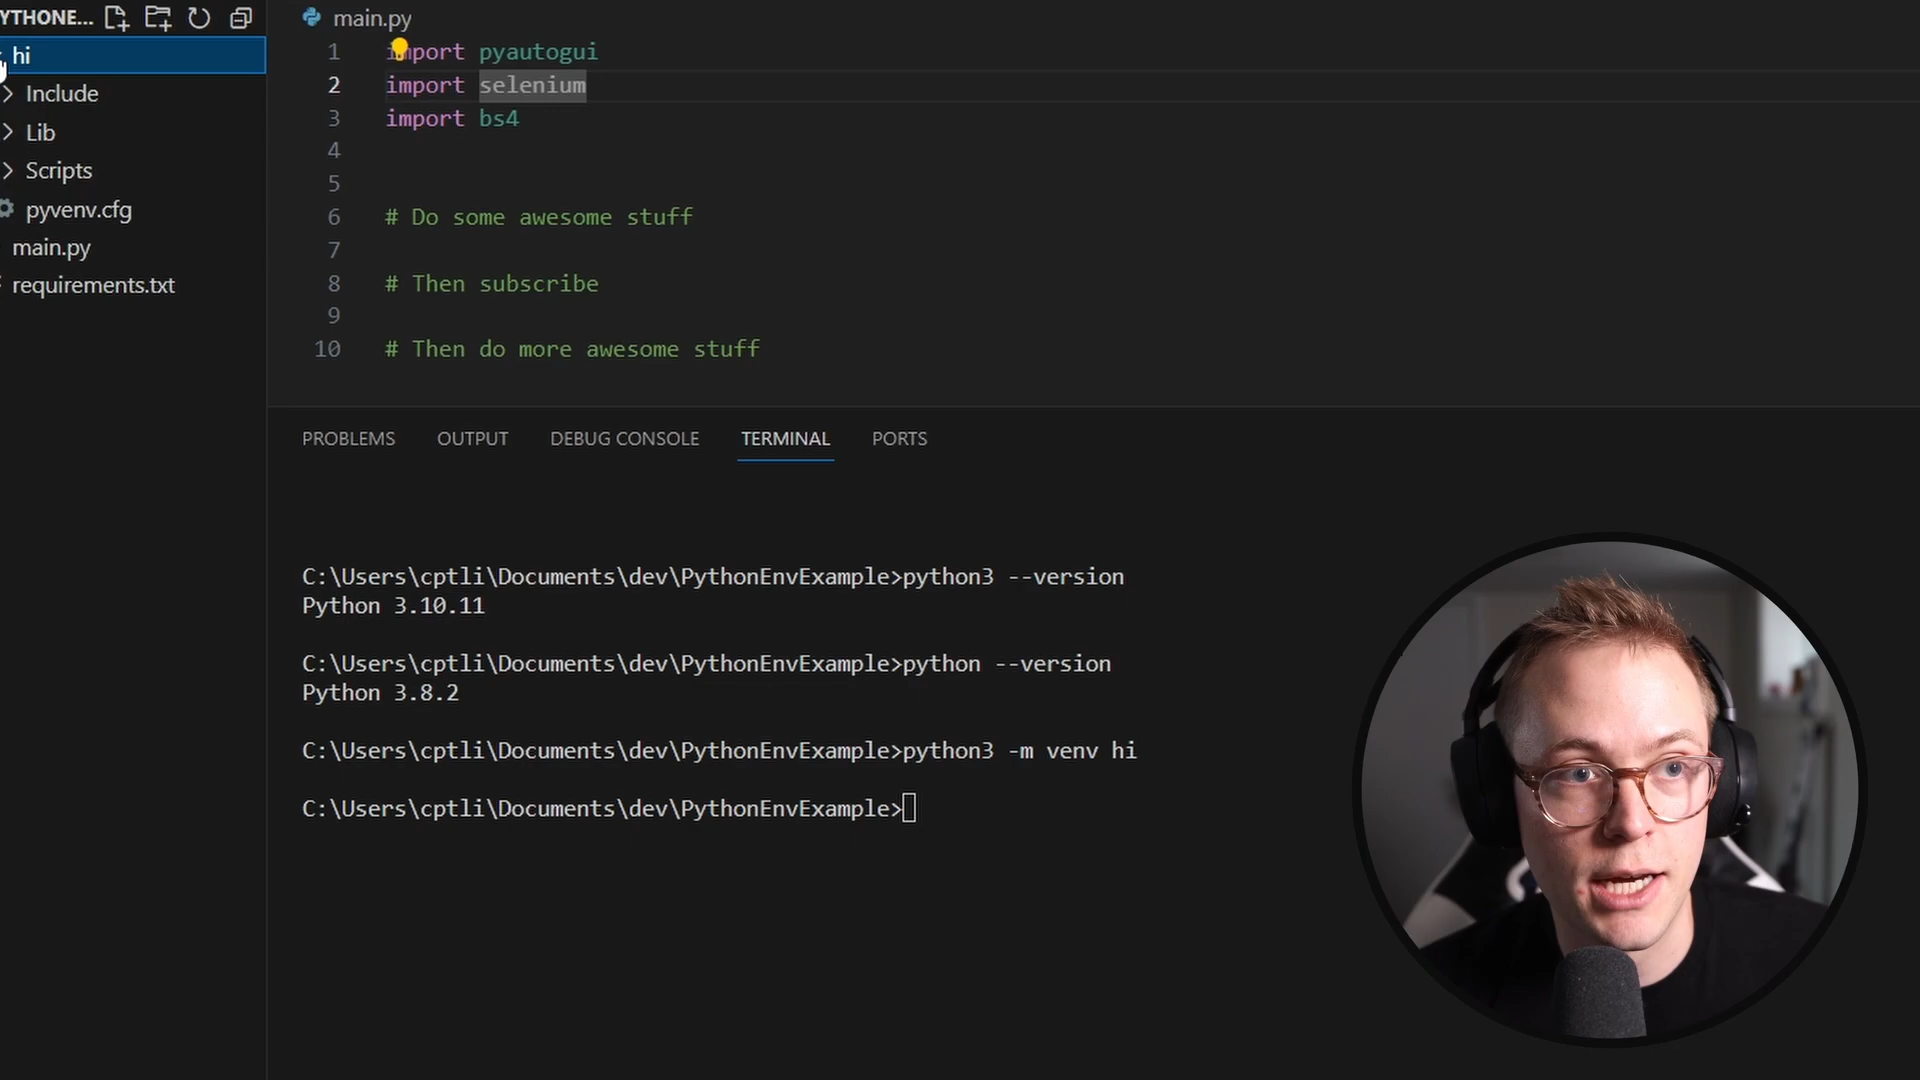 YTHONE...
hi
Include
Lib
Scripts
pyvenv.cfg
main.py
requirements.txt
main.py
1 import pyautogui
2 import selenium
3 import bs4
4
5
6 # Do some awesome stuff
7
8 # Then subscribe
9
10 # Then do more awesome stuff
PROBLEMS OUTPUT DEBUG CONSOLE TERMINAL PORTS
C:\Users\cptli\Documents\dev\PythonEnvExample>python3 --version
Python 3.10.11
C:\Users\cptli\Documents\dev\PythonEnvExample>python --version
Python 3.8.2
C:\Users\cptli\Documents\dev\PythonEnvExample>python3 -m venv hi
C:\Users\cptli\Documents\dev\PythonEnvExample>